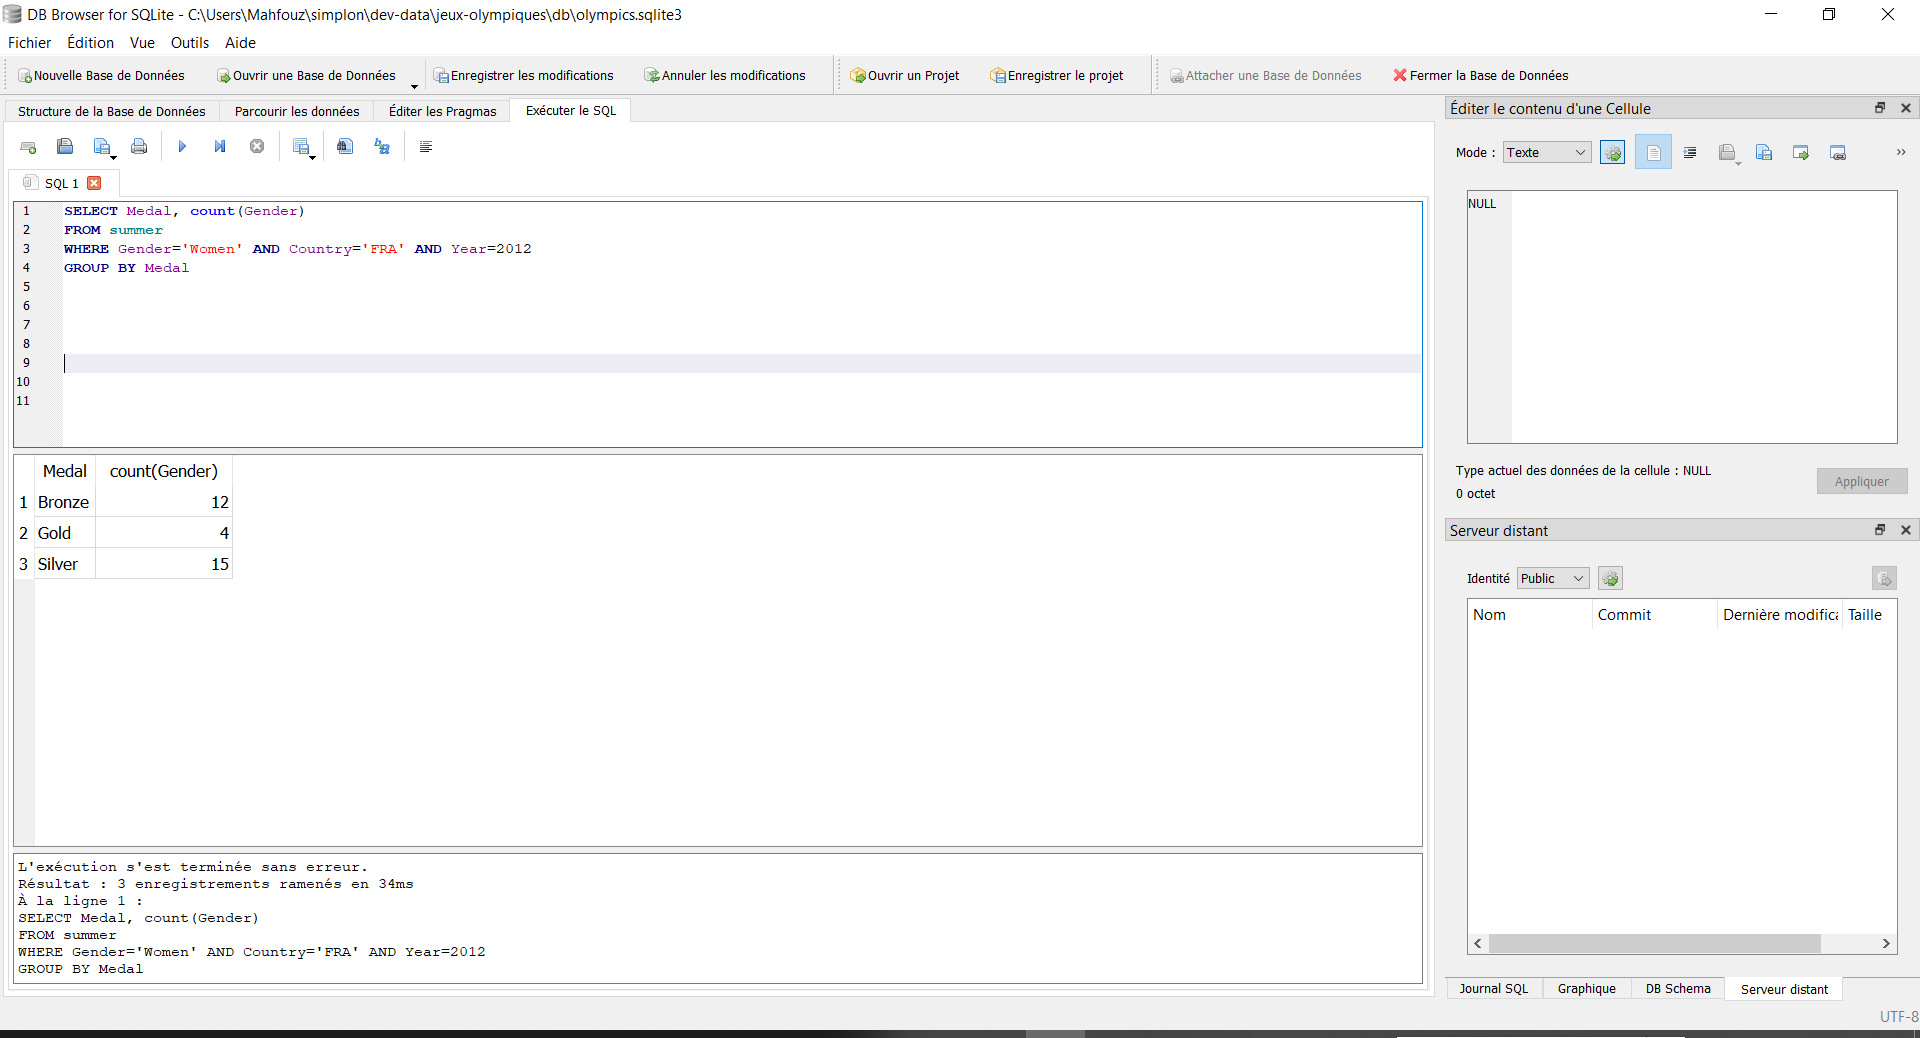 DB Browser for SQLite - C:\Users\Mahfouz\simplon\dev-data\jeux-olympiques\db\olympics.sqlite3
Fichier Édition Vue Outils Aide
Nouvelle Base de Données Ouvrir une Base de Données Enregistrer les modifications Annuler les modifications Ouvrir un Projet Enregistrer le projet Attacher une Base de Données Fermer la Base de Données
Structure de la Base de Données Parcourir les données Éditer les Pragmas Exécuter le SQL
SQL 1
1 SELECT Medal, count(Gender)
2 FROM summer
3 WHERE Gender='Women' AND Country='FRA' AND Year=2012
4 GROUP BY Medal
5
6
7
8
9
10
11
Medal count(Gender)
1 Bronze 12
2 Gold 4
3 Silver 15
L'exécution s'est terminée sans erreur.
Résultat : 3 enregistrements ramenés en 34ms
À la ligne 1 :
SELECT Medal, count(Gender)
FROM summer
WHERE Gender='Women' AND Country='FRA' AND Year=2012
GROUP BY Medal
Éditer le contenu d'une Cellule
Mode : Texte
NULL
Type actuel des données de la cellule : NULL
0 octet
Appliquer
Serveur distant
Identité Public
Nom Commit Dernière modifica Taille
Journal SQL Graphique DB Schema Serveur distant
UTF-8